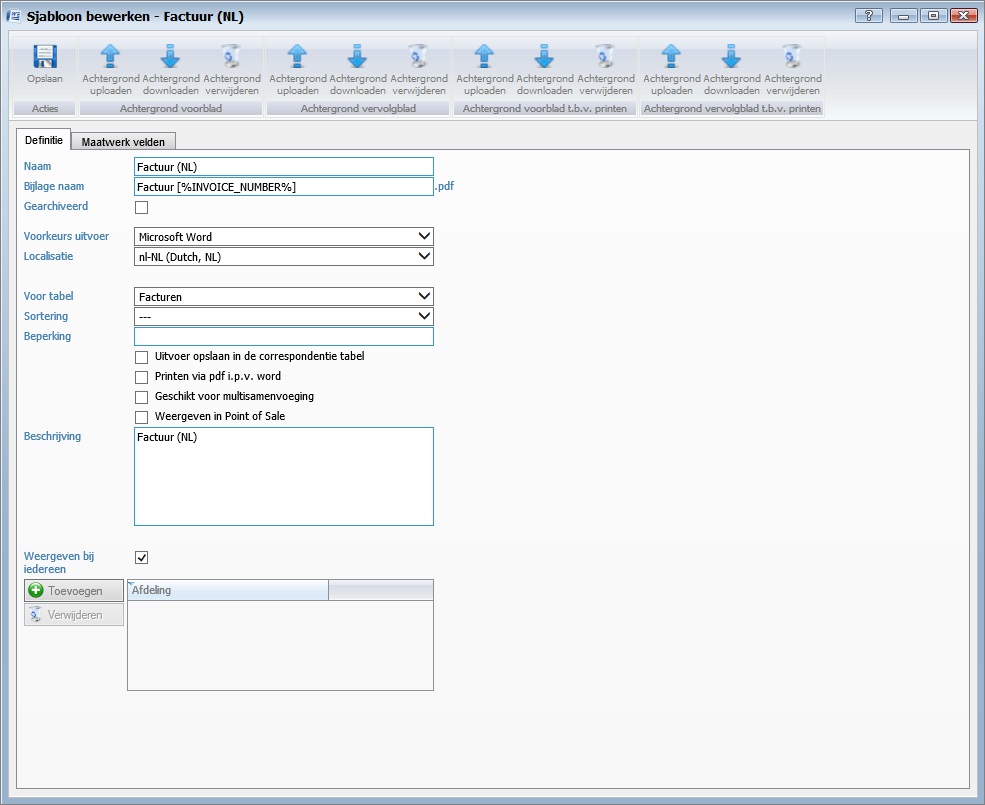 Sjabloon bewerken - Factuur (NL)
?
Opslaan
Achtergrond uploaden
Achtergrond downloaden
Achtergrond verwijderen
Achtergrond uploaden
Achtergrond downloaden
Achtergrond verwijderen
Achtergrond uploaden
Achtergrond downloaden
Achtergrond verwijderen
Achtergrond uploaden
Achtergrond downloaden
Achtergrond verwijderen
Acties
Achtergrond voorblad
Achtergrond vervolgblad
Achtergrond voorblad t.b.v. printen
Achtergrond vervolgblad t.b.v. printen
Definitie
Maatwerk velden
Naam
Factuur (NL)
Bijlage naam
Factuur [%INVOICE_NUMBER%]
.pdf
Gearchiveerd
Voorkeurs uitvoer
Microsoft Word
Localisatie
nl-NL (Dutch, NL)
Voor tabel
Facturen
Sortering
---
Beperking
Uitvoer opslaan in de correspondentie tabel
Printen via pdf i.p.v. word
Geschikt voor multisamenvoeging
Weergeven in Point of Sale
Beschrijving
Factuur (NL)
Weergeven bij
iedereen
Toevoegen
Afdeling
Verwijderen